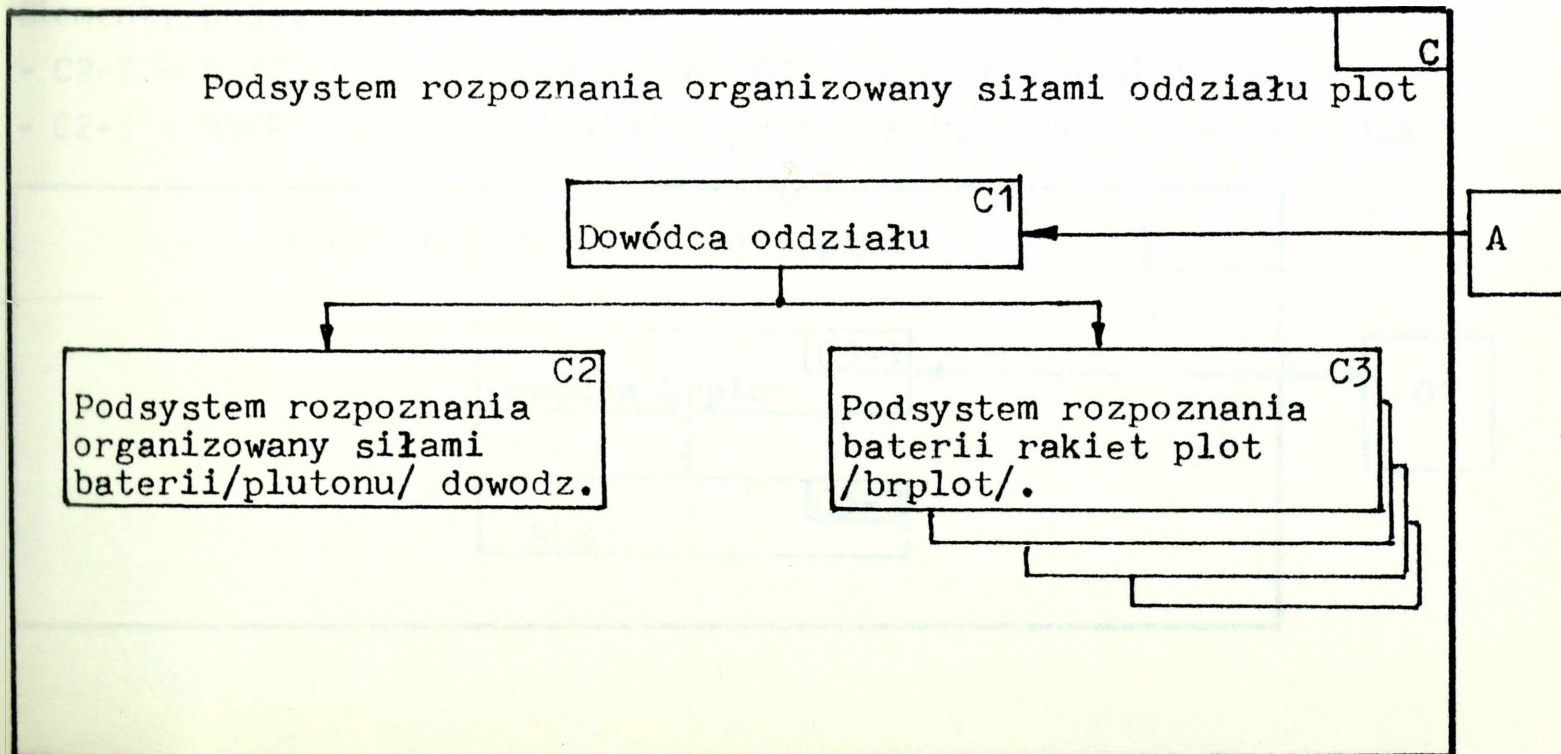 C
Podsystem rozpoznania organizowany siłami oddziału plot
C1
Dowódca oddziału
A
C2
Podsystem rozpoznania
organizowany siłami
baterii/plutonu/ dowodz.
C3
Podsystem rozpoznania
baterii rakiet plot
/brplot/.